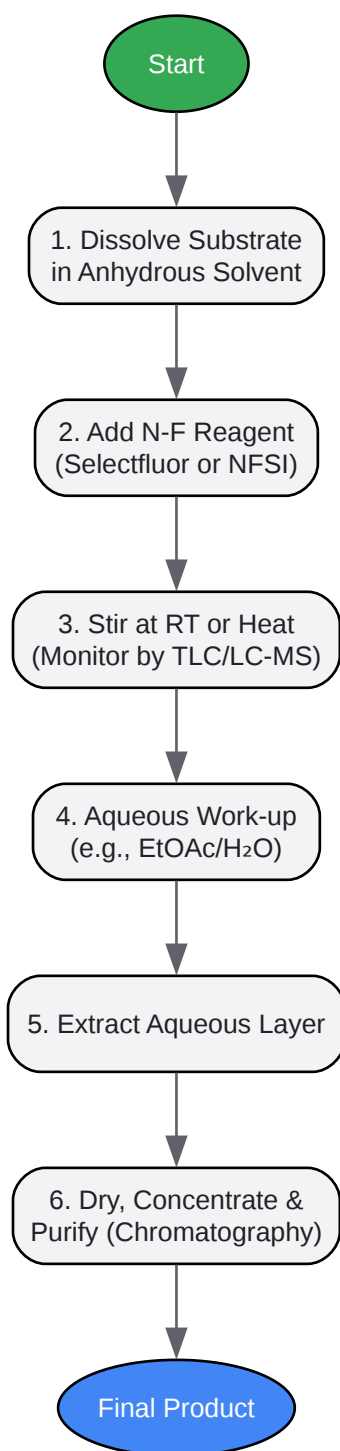 Start
1. Dissolve Substrate
in Anhydrous Solvent
2. Add N-F Reagent
(Selectfluor or NFSI)
3. Stir at RT or Heat
(Monitor by TLC/LC-MS)
4. Aqueous Work-up
(e.g., EtOAc/H₂O)
5. Extract Aqueous Layer
6. Dry, Concentrate &
Purify (Chromatography)
Final Product